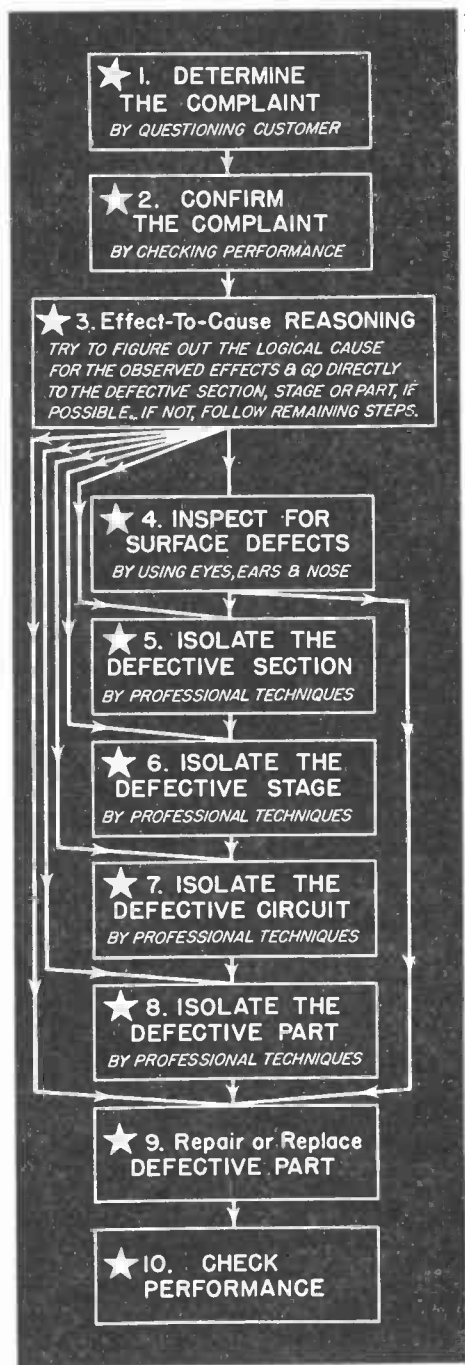 ★ 1. DETERMINE
THE COMPLAINT
BY QUESTIONING CUSTOMER
★ 2. CONFIRM
THE COMPLAINT
BY CHECKING PERFORMANCE
★ 3. Effect-To-Cause REASONING
TRY TO FIGURE OUT THE LOGICAL CAUSE
FOR THE OBSERVED EFFECTS & GO DIRECTLY
TO THE DEFECTIVE SECTION, STAGE OR PART, IF
POSSIBLE. IF NOT, FOLLOW REMAINING STEPS.
★ 4. INSPECT FOR
SURFACE DEFECTS
BY USING EYES, EARS & NOSE
★ 5. ISOLATE THE
DEFECTIVE SECTION
BY PROFESSIONAL TECHNIQUES
★ 6. ISOLATE THE
DEFECTIVE STAGE
BY PROFESSIONAL TECHNIQUES
★ 7. ISOLATE THE
DEFECTIVE CIRCUIT
BY PROFESSIONAL TECHNIQUES
★ 8. ISOLATE THE
DEFECTIVE PART
BY PROFESSIONAL TECHNIQUES
★ 9. Repair or Replace
DEFECTIVE PART
★ 10. CHECK
PERFORMANCE